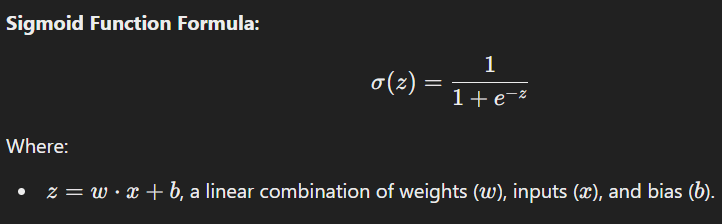 Sigmoid Function Formula:
σ(z) = 1 / (1 + e^{-z})
Where:
• z = w · x + b, a linear combination of weights (w), inputs (x), and bias (b).